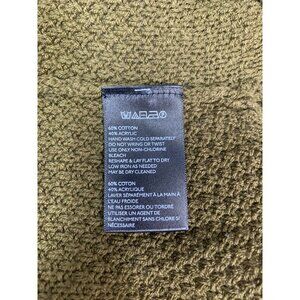 60% COTTON
40% ACRYLIC
HAND WASH COLD SEPARATELY
DO NOT WRING OR TWIST
USE ONLY NON-CHLORINE
BLEACH
RESHAPE & LAY FLAT TO DRY
LOW IRON AS NEEDED
MAY BE DRY CLEANED
60% COTON
40% ACRYLIQUE
LAVER SÉPARÉMENT À LA MAIN À
L'EAU FROIDE
NE PAS ESSORER OU TORDRE
UTILISER UN AGENT DE
BLANCHIMENT SANS CHLORE SI
NÉCESSAIRE